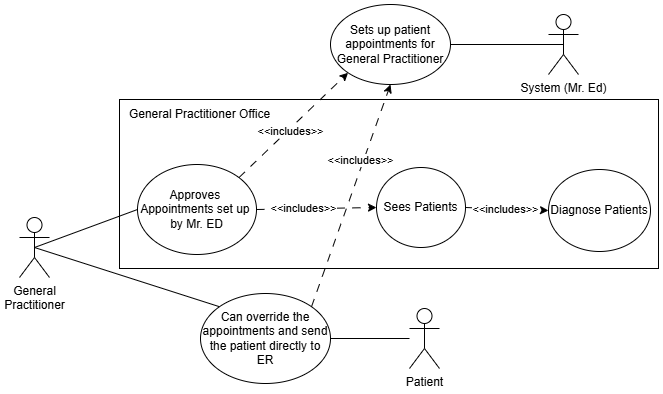 Sets up patient
appointments for
General Practitioner
System (Mr. Ed)
General Practitioner Office
<<includes>>
<<includes>>
Approves
Appointments set up
by Mr. ED
<<includes>>
Sees Patients
<<includes>>
Diagnose Patients
General
Practitioner
Can override the
appointments and send
the patient directly to
ER
Patient